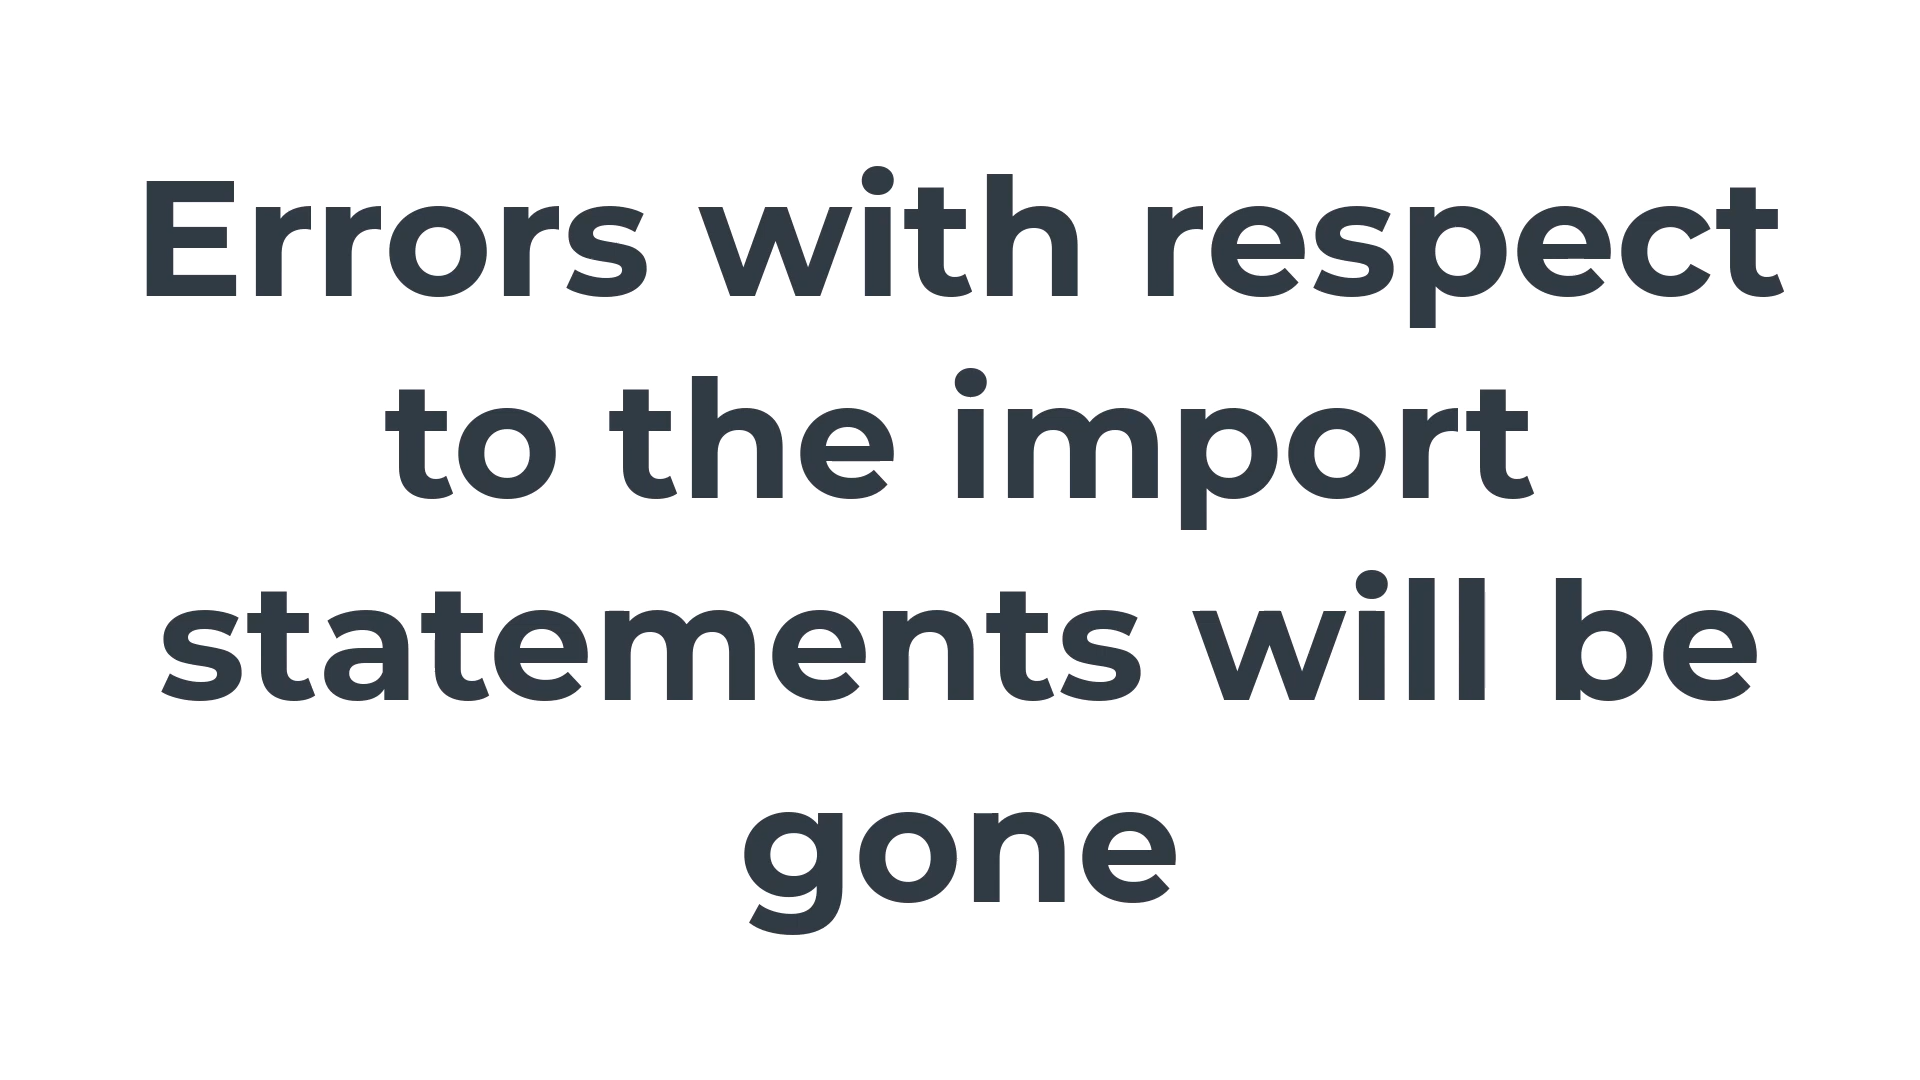 Errors with respect
to the import
statements will be
gone